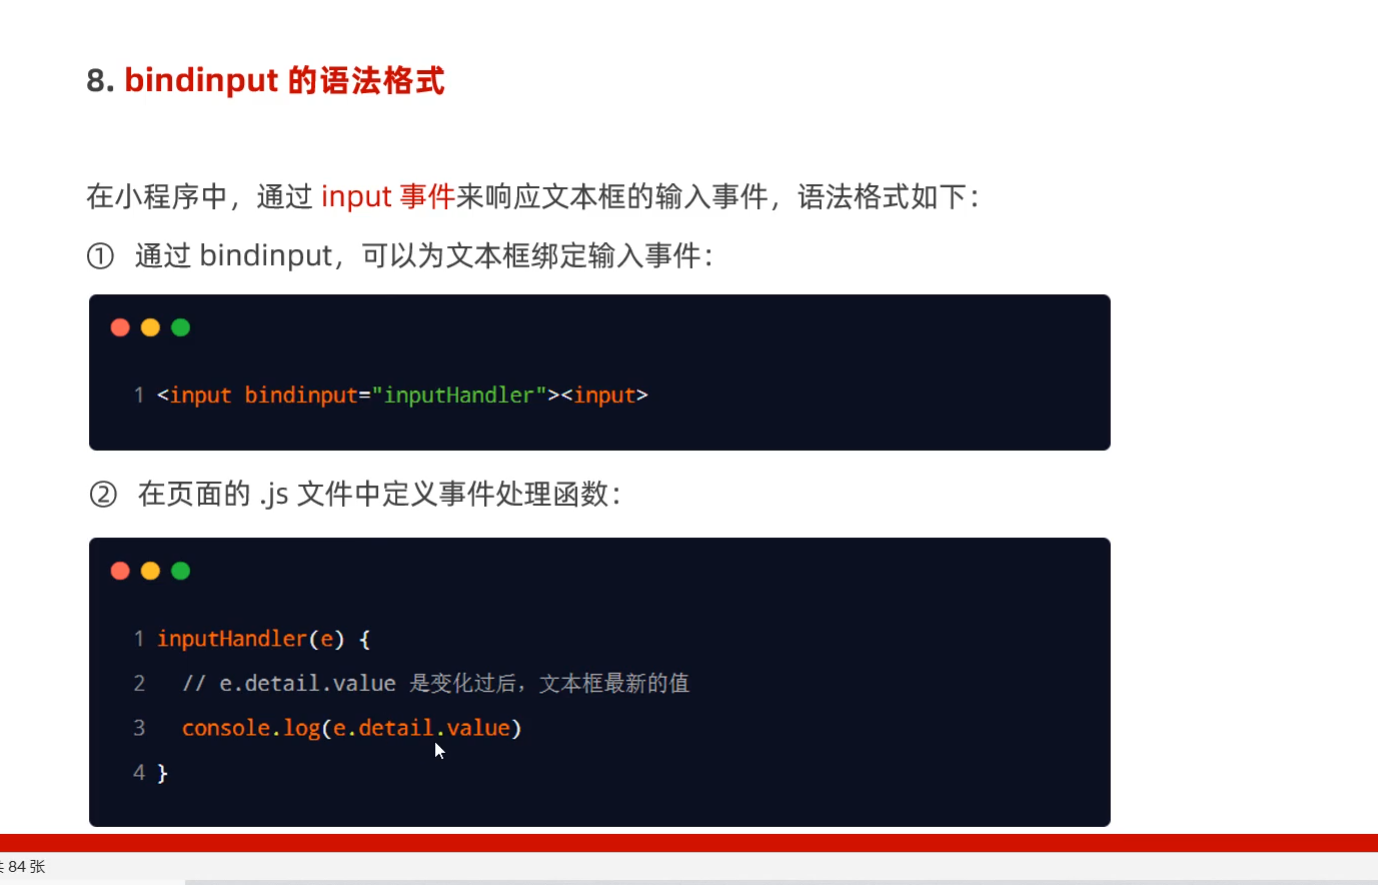 8. bindinput 的语法格式
在小程序中，通过 input 事件来响应文本框的输入事件，语法格式如下：
① 通过 bindinput，可以为文本框绑定输入事件：
1 <input bindinput="inputHandler"><input>
② 在页面的 .js 文件中定义事件处理函数：
1 inputHandler(e) {
2   // e.detail.value 是变化过后，文本框最新的值
3   console.log(e.detail.value)
4 }
84 张